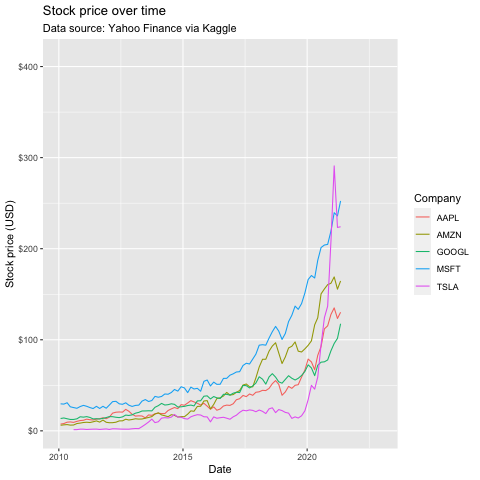 Stock price over time
Data source: Yahoo Finance via Kaggle
$400
$300
$200
$100
$0
Stock price (USD)
2010
2015
2020
Date
Company
AAPL
AMZN
GOOGL
MSFT
TSLA